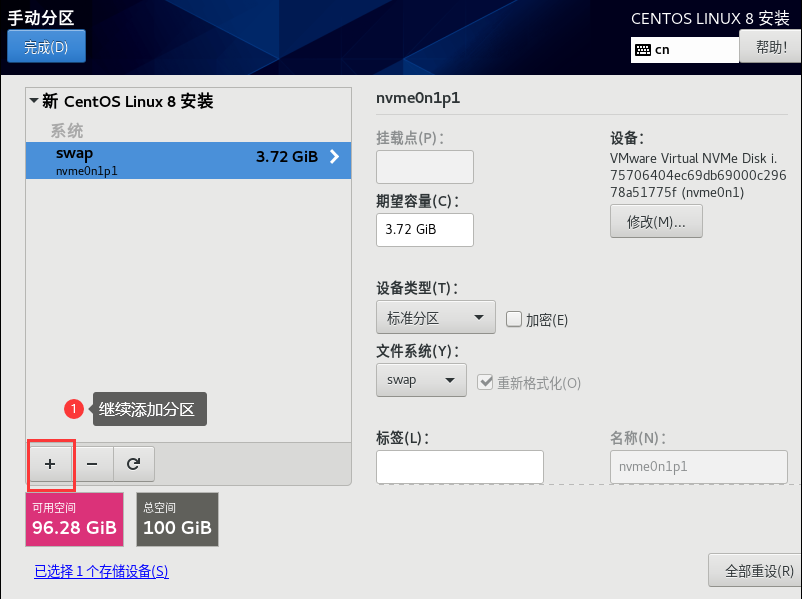 手动分区
CENTOS LINUX 8 安装
完成(D)
cn
帮助!
新 CentOS Linux 8 安装
系统
swap
3.72 GiB
nvme0n1p1
1
继续添加分区
+
−
可用空间
96.28 GiB
总空间
100 GiB
已选择 1 个存储设备(S)
nvme0n1p1
挂载点(P)：
设备：
VMware Virtual NVMe Disk i.
75706404ec69db69000c296
78a51775f (nvme0n1)
修改(M)...
期望容量(C)：
3.72 GiB
设备类型(T)：
标准分区
加密(E)
文件系统(Y)：
swap
重新格式化(O)
标签(L)：
名称(N)：
nvme0n1p1
全部重设(R)